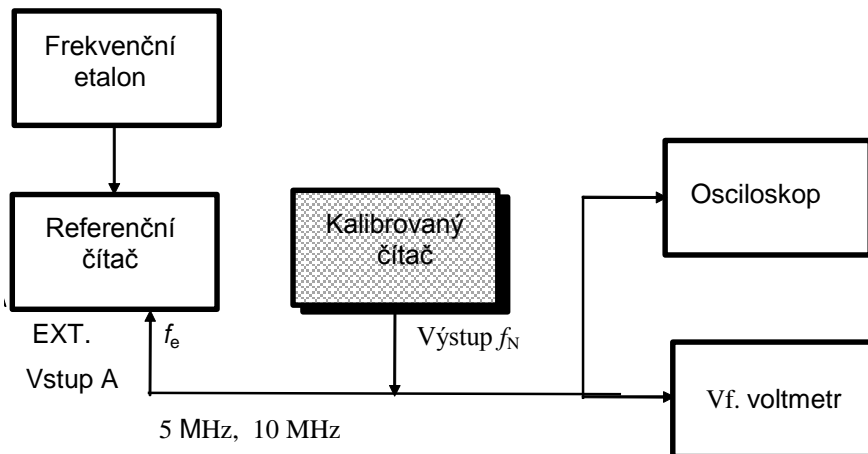 Frekvenční
etalon
Referenční
čítač
Kalibrovaný
čítač
Osciloskop
EXT.
fe
Výstup fN
Vstup A
Vf. voltmetr
5 MHz, 10 MHz